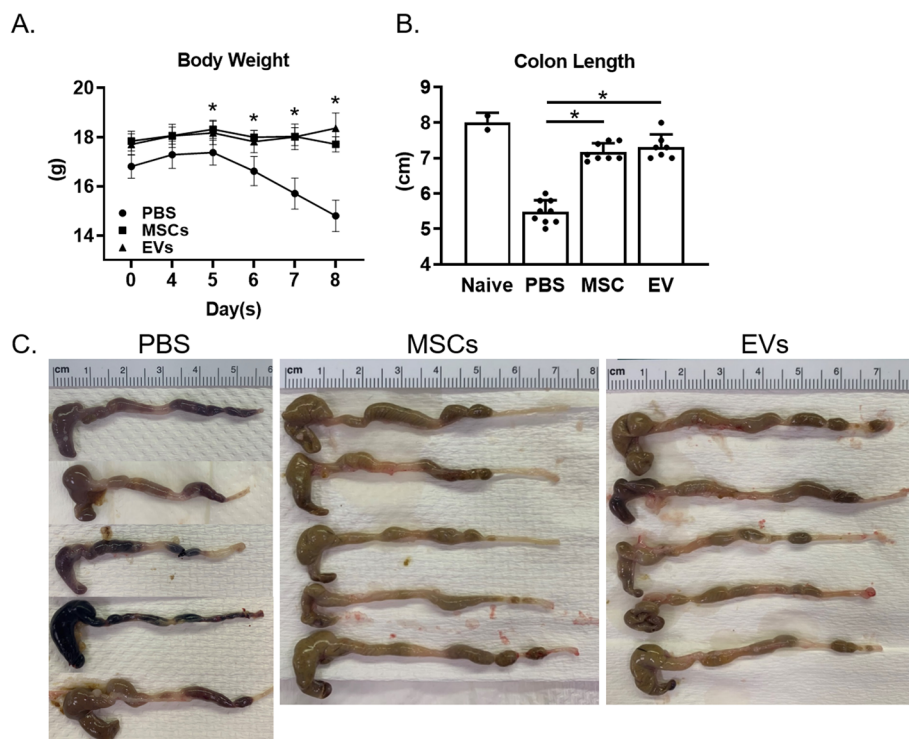 A.
Body Weight
20
18
16
14
(g)
PBS
MSCs
EVs
* * * *
0 4 5 6 7 8
Day(s)
B.
Colon Length
9
8
7
6
5
4
(cm)
*
*
Naive PBS MSC EV
C.
PBS
MSCs
EVs
cm 1 2 3 4 5 6
cm 1 2 3 4 5 6 7 8
cm 1 2 3 4 5 6 7